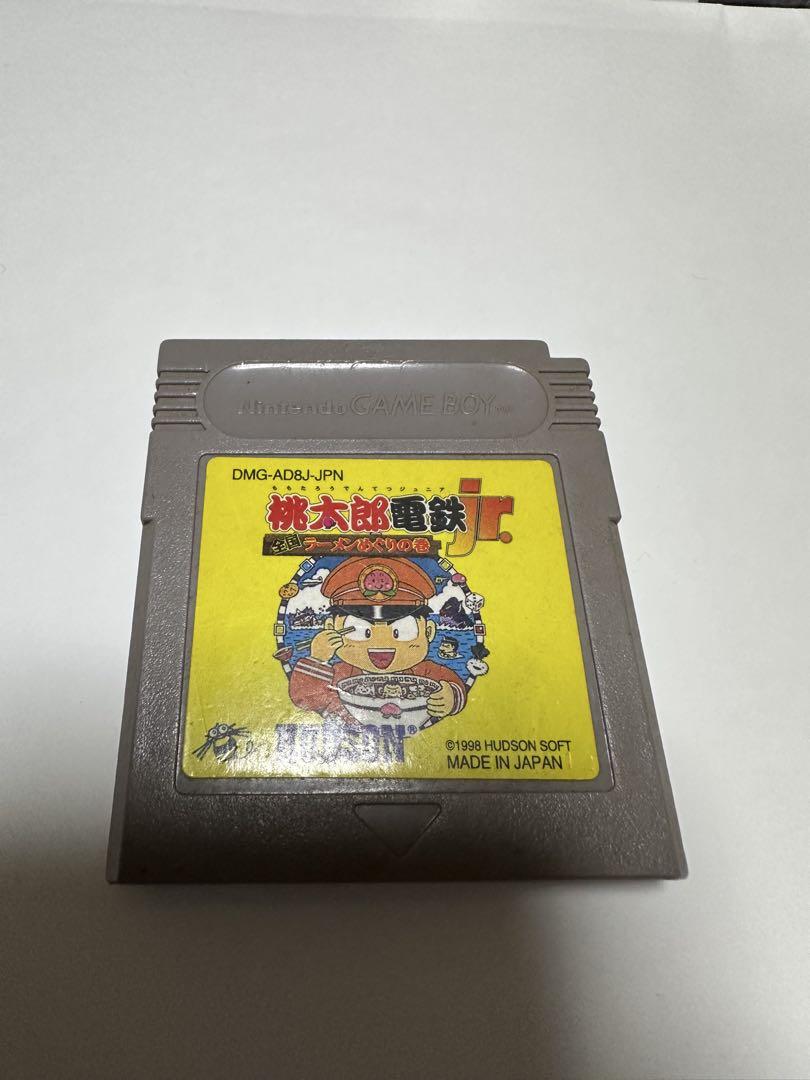 Nintendo GAME BOY TM
DMG-AD8J-JPN
ももたろうでんてつジュニア
桃太郎電鉄jr.
全国ラーメンめぐりの巻
HUDSON®
©1998 HUDSON SOFT
MADE IN JAPAN